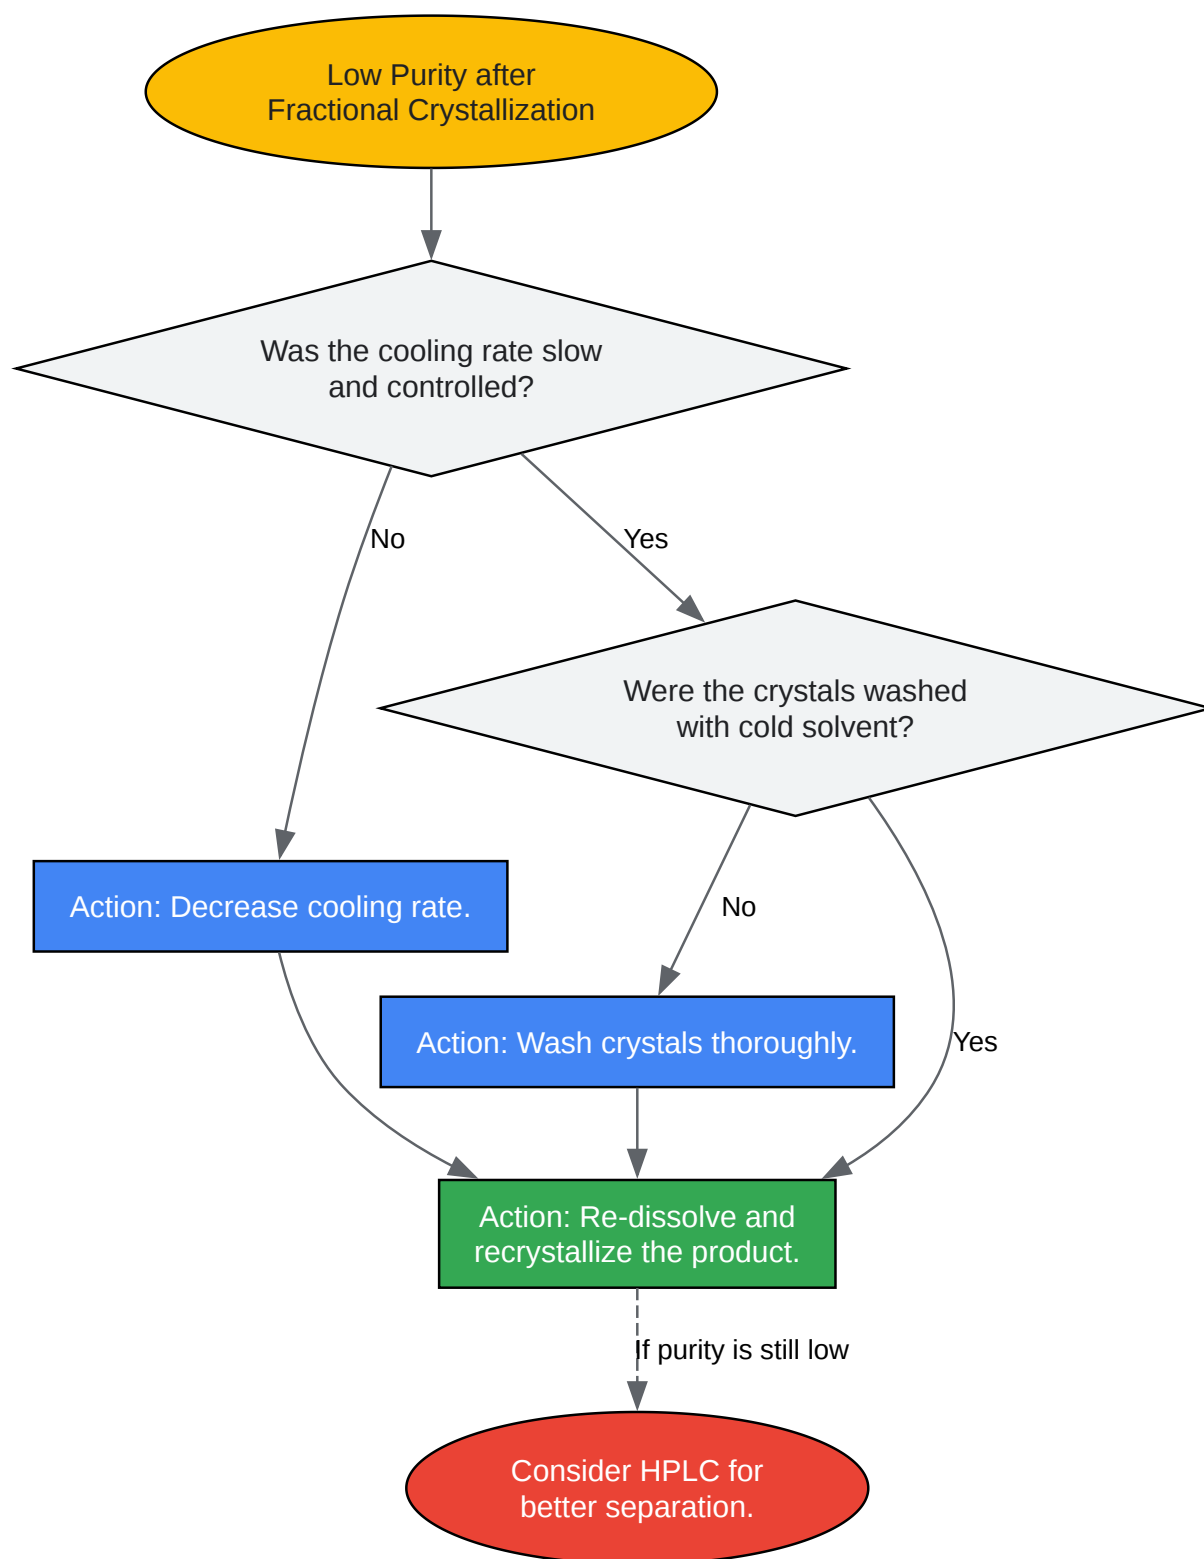 Low Purity after
Fractional Crystallization
Was the cooling rate slow
and controlled?
No
Yes
Were the crystals washed
with cold solvent?
Action: Decrease cooling rate.
No
Action: Wash crystals thoroughly.
Yes
Action: Re-dissolve and
recrystallize the product.
If purity is still low
Consider HPLC for
better separation.